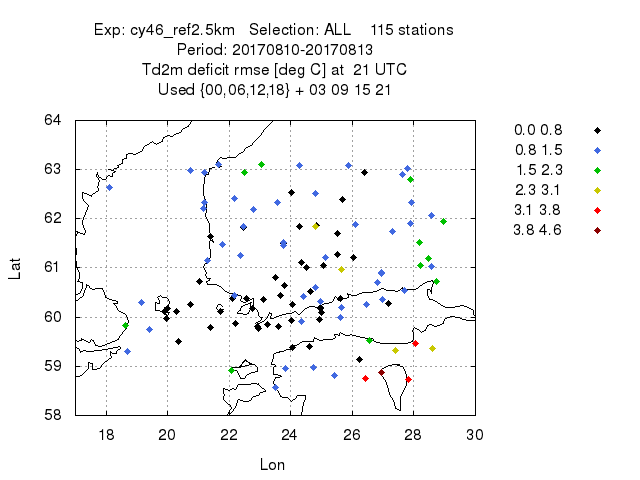 Exp: cy46_ref2.5km Selection: ALL 115 stations
Period: 20170810-20170813
Td2m deficit rmse [deg C] at 21 UTC
Used {00,06,12,18} + 03 09 15 21
64
63
62
61
60
59
58
Lat
18 20 22 24 26 28 30
Lon
0.0 0.8
0.8 1.5
1.5 2.3
2.3 3.1
3.1 3.8
3.8 4.6